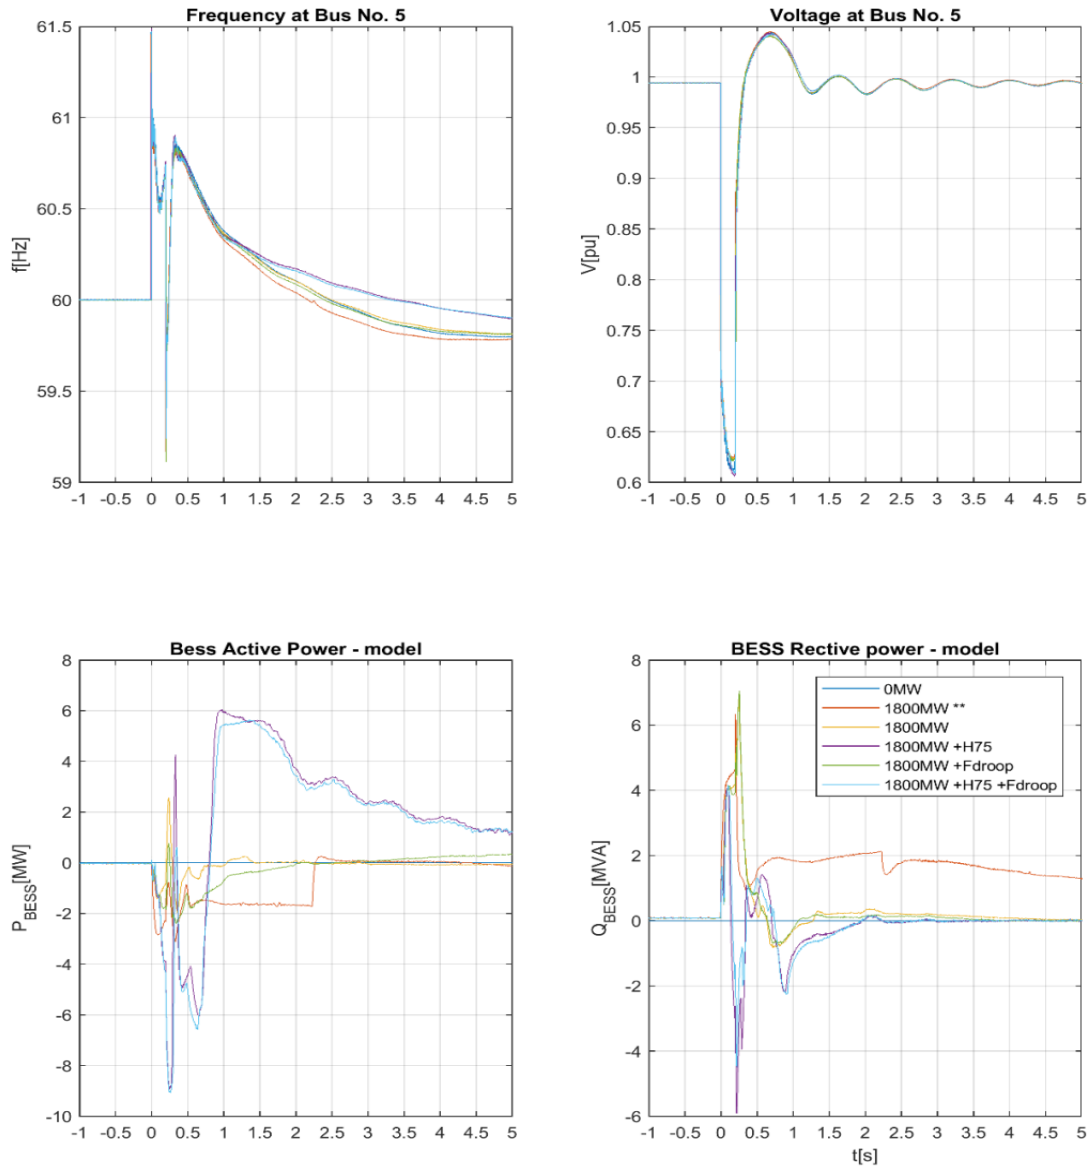 Frequency at Bus No. 5
61.5
61
60.5
60
59.5
59
f[Hz]
-1 -0.5 0 0.5 1 1.5 2 2.5 3 3.5 4 4.5 5
Voltage at Bus No. 5
1.05
1
0.95
0.9
0.85
0.8
0.75
0.7
0.65
0.6
V[pu]
-1 -0.5 0 0.5 1 1.5 2 2.5 3 3.5 4 4.5 5
Bess Active Power - model
8
6
4
2
0
-2
-4
-6
-8
-10
PBESS[MW]
-1 -0.5 0 0.5 1 1.5 2 2.5 3 3.5 4 4.5 5
BESS Rective power - model
8
6
4
2
0
-2
-4
-6
QBESS[MVA]
0MW
1800MW **
1800MW
1800MW +H75
1800MW +Fdroop
1800MW +H75 +Fdroop
-1 -0.5 0 0.5 1 1.5 2 2.5 3 3.5 4 4.5 5
t[s]